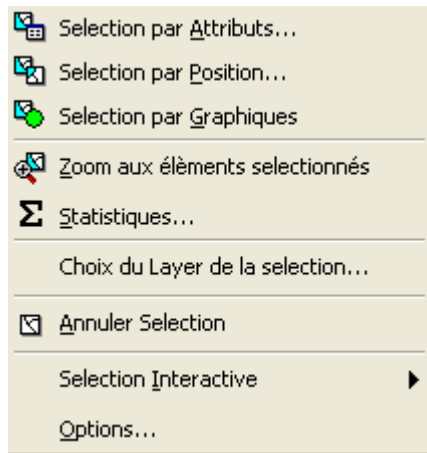 Selection par Attributs...
Selection par Position...
Selection par Graphiques
Zoom aux élèments selectionnés
Σ Statistiques...
Choix du Layer de la selection...
Annuler Selection
Selection Interactive
Options...